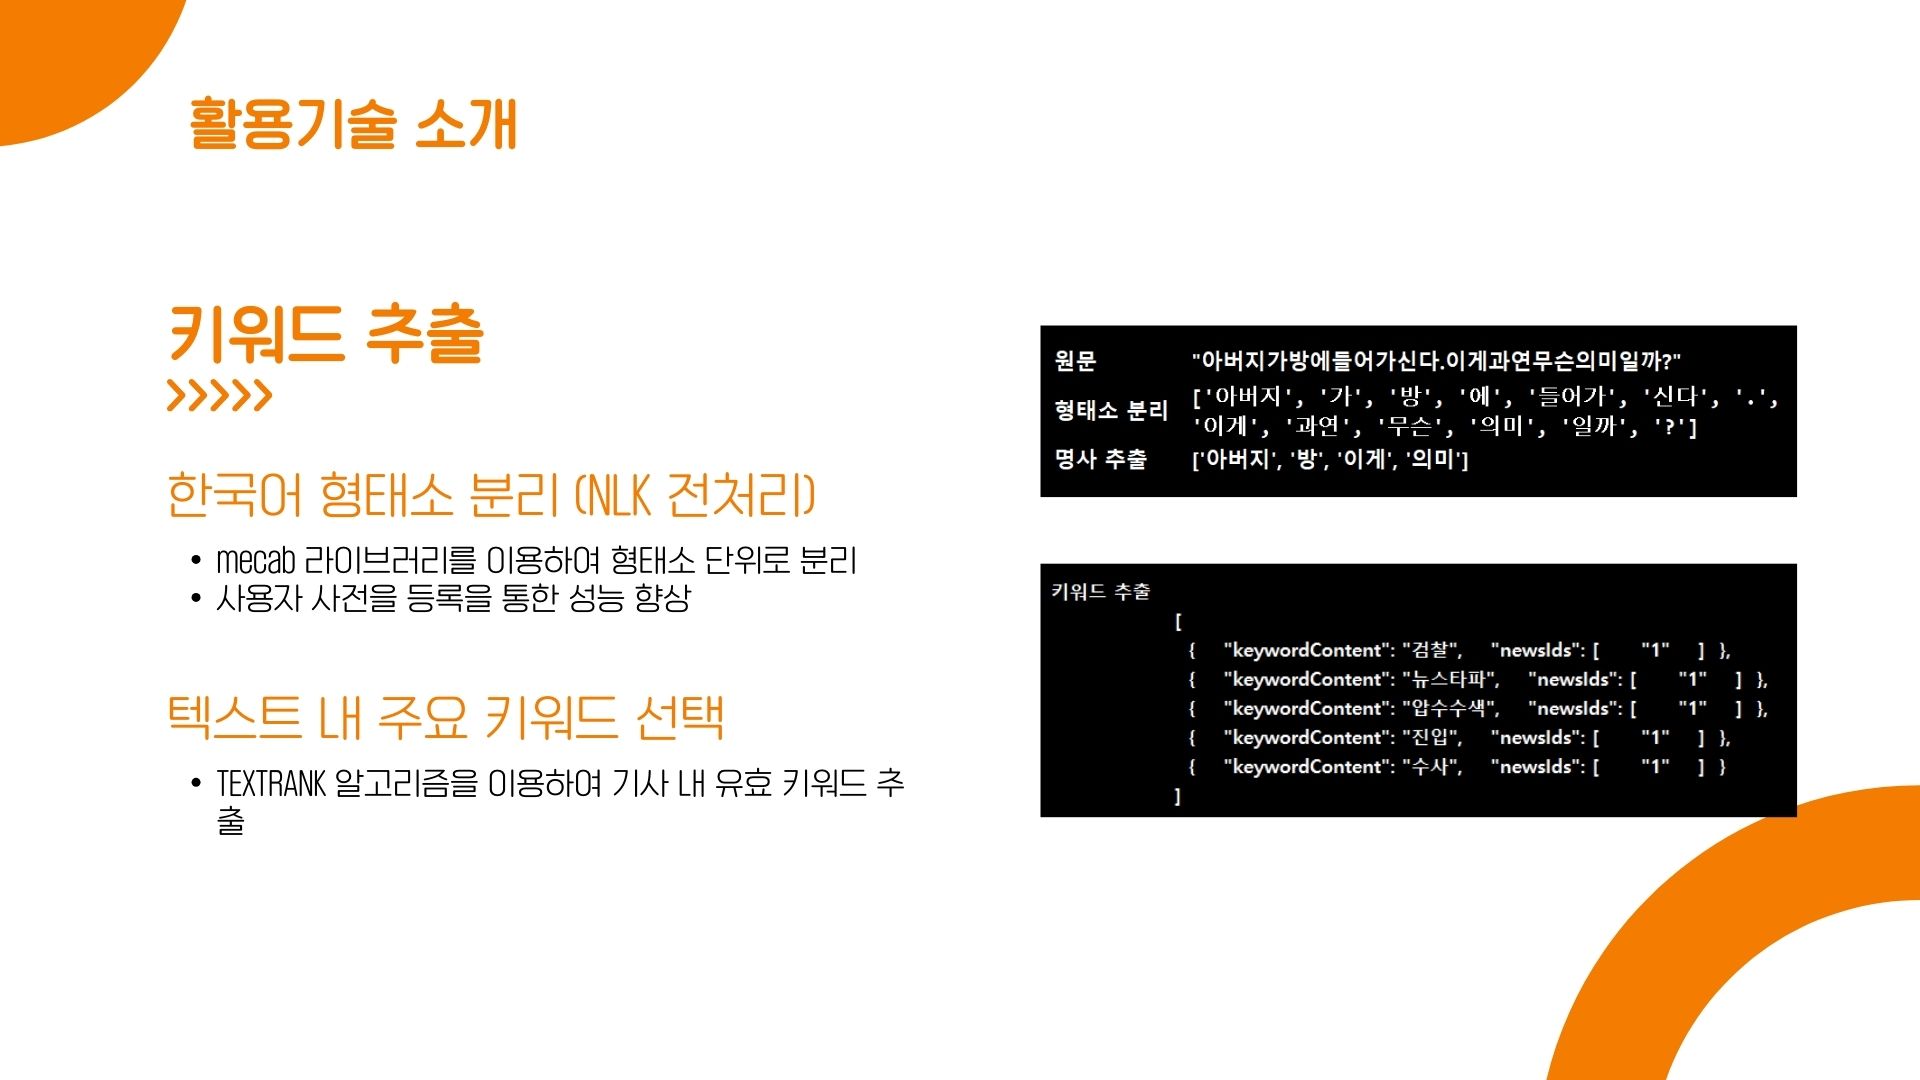 활용기술 소개
키워드 추출
한국어 형태소 분리 (NLK 전처리)
• mecab 라이브러리를 이용하여 형태소 단위로 분리
• 사용자 사전을 등록을 통한 성능 향상
텍스트 내 주요 키워드 선택
• TEXTRANK 알고리즘을 이용하여 기사 내 유효 키워드 추
출
원문 "아버지가방에들어가신다.이게과연무슨의미일까?"
형태소 분리 ['아버지', '가', '방', '에', '들어가', '신다', '.',
'이게', '과연', '무슨', '의미', '일까', '?']
명사 추출 ['아버지', '방', '이게', '의미']
키워드 추출
[
{ "keywordContent": "검찰", "newsIds": [ "1" ] },
{ "keywordContent": "뉴스타파", "newsIds": [ "1" ] },
{ "keywordContent": "압수수색", "newsIds": [ "1" ] },
{ "keywordContent": "진입", "newsIds": [ "1" ] },
{ "keywordContent": "수사", "newsIds": [ "1" ] }
]